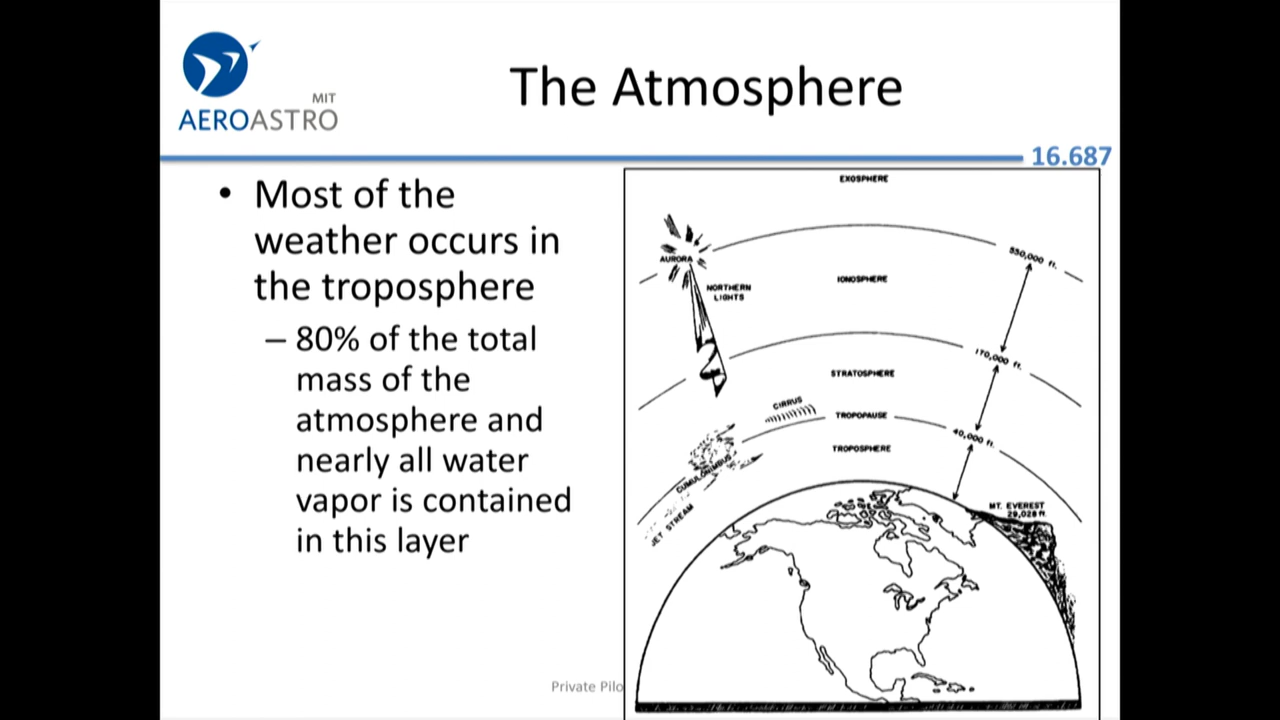 MIT
AEROASTRO
The Atmosphere
16.687
• Most of the
weather occurs in
the troposphere
– 80% of the total
mass of the
atmosphere and
nearly all water
vapor is contained
in this layer
EXOSPHERE
550,000 ft.
AURORA
IONOSPHERE
NORTHERN
LIGHTS
170,000 ft.
STRATOSPHERE
CIRRUS
TROPOPAUSE
40,000 ft.
TROPOSPHERE
CUMULONIMBUS
JET STREAM
MT. EVEREST
29,028 ft.
Private Pilo